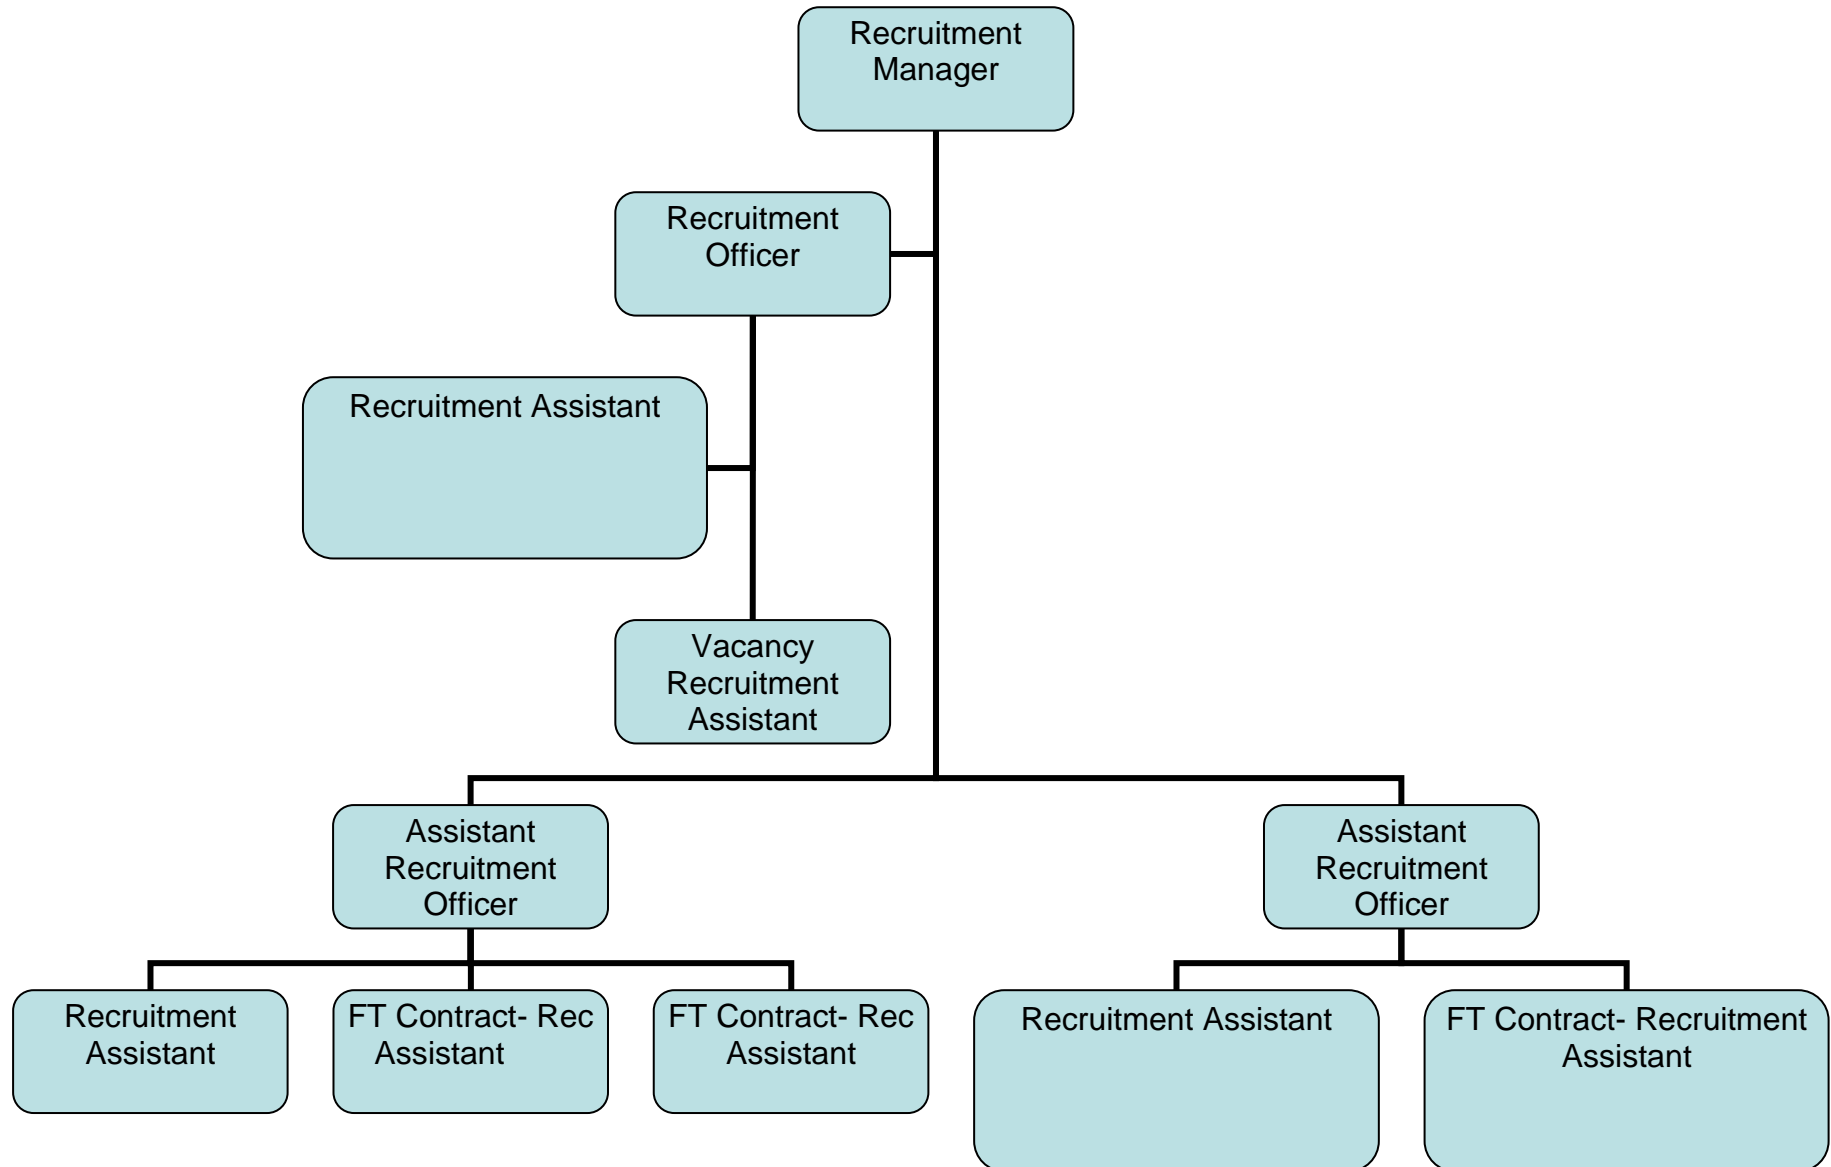 Recruitment
Manager
Recruitment
Officer
Recruitment Assistant
Vacancy
Recruitment
Assistant
Assistant
Recruitment
Officer
Assistant
Recruitment
Officer
Recruitment
Assistant
FT Contract- Rec
Assistant
FT Contract- Rec
Assistant
Recruitment Assistant
FT Contract- Recruitment
Assistant